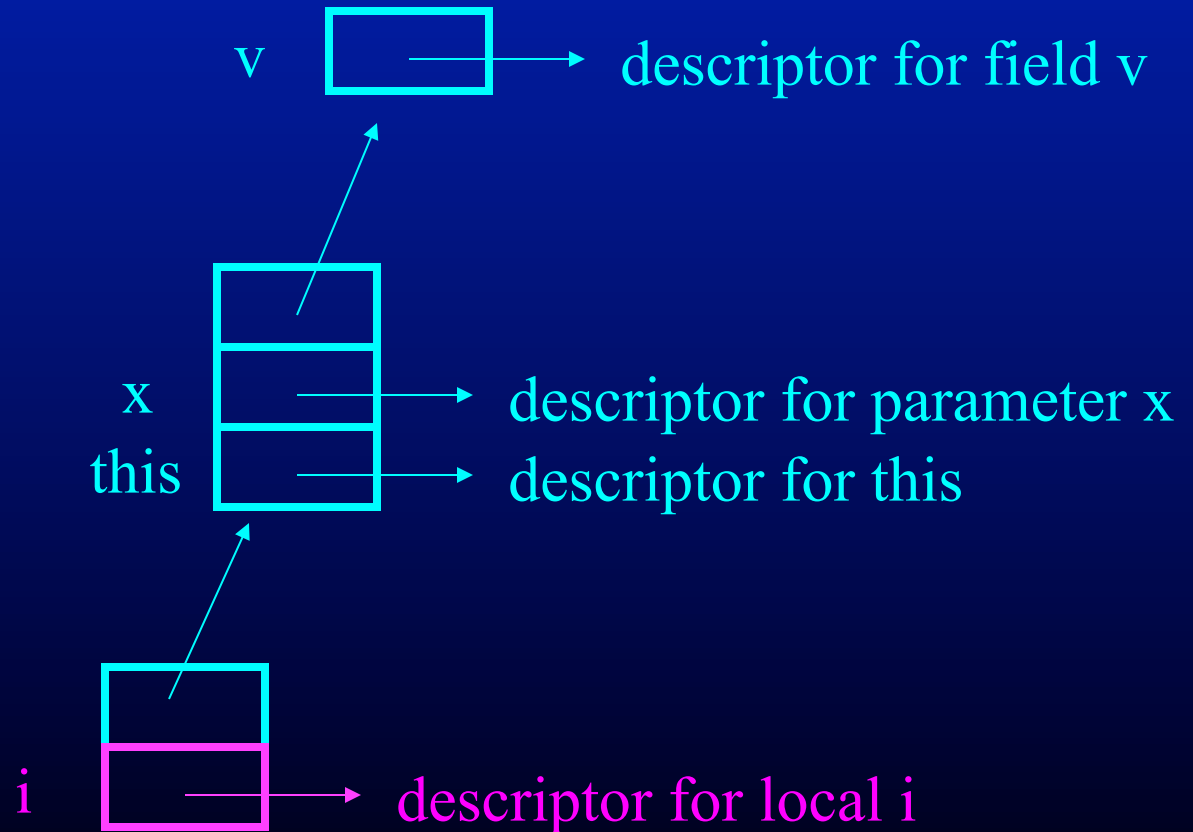 v descriptor for field v
x descriptor for parameter x
this descriptor for this
i descriptor for local i